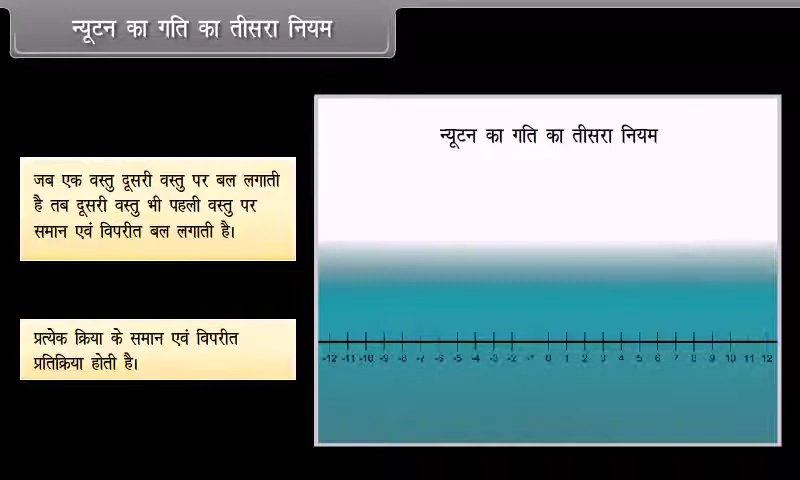 न्यूटन का गति का तीसरा नियम
जब एक वस्तु दूसरी वस्तु पर बल लगाती
है तब दूसरी वस्तु भी पहली वस्तु पर
समान एवं विपरीत बल लगाती है।
प्रत्येक क्रिया के समान एवं विपरीत
प्रतिक्रिया होती है।
न्यूटन का गति का तीसरा नियम
-12 -11 -10 -9 -8 -7 -6 -5 -4 -3 -2 -1 0 1 2 3 4 5 6 7 8 9 10 11 12